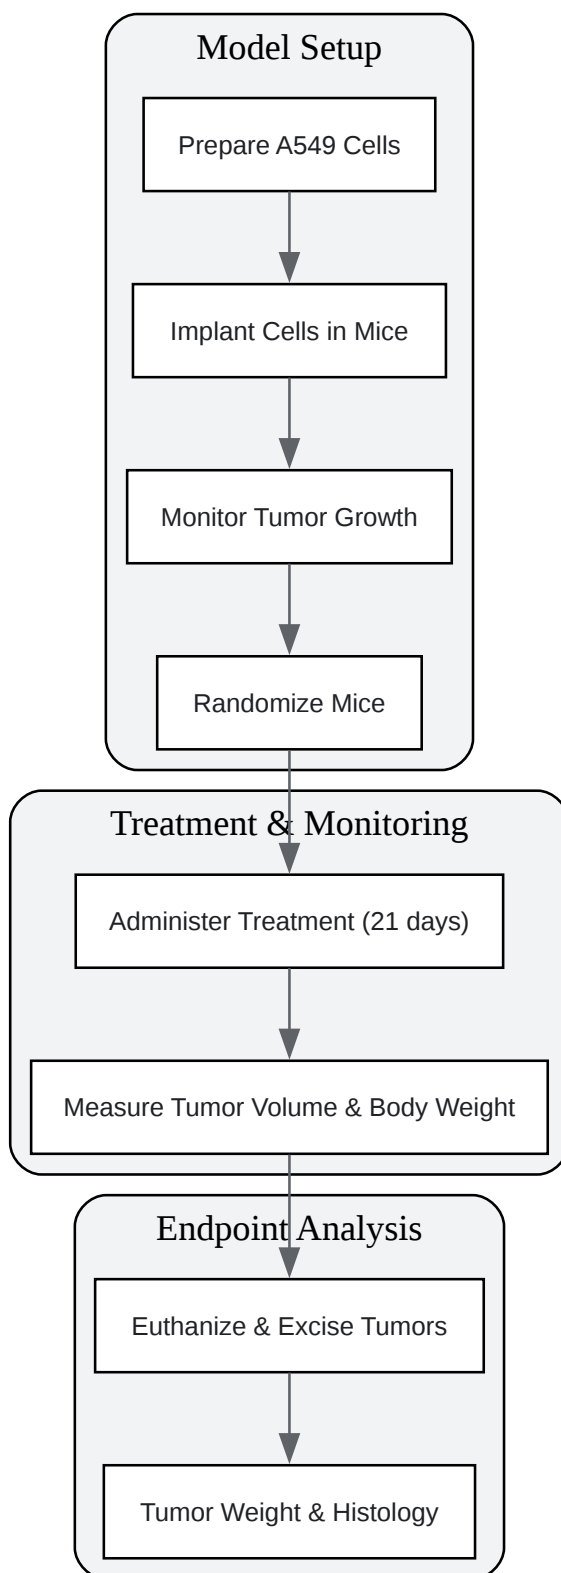 Model Setup
Prepare A549 Cells
Implant Cells in Mice
Monitor Tumor Growth
Randomize Mice
Treatment & Monitoring
Administer Treatment (21 days)
Measure Tumor Volume & Body Weight
Endpoint Analysis
Euthanize & Excise Tumors
Tumor Weight & Histology